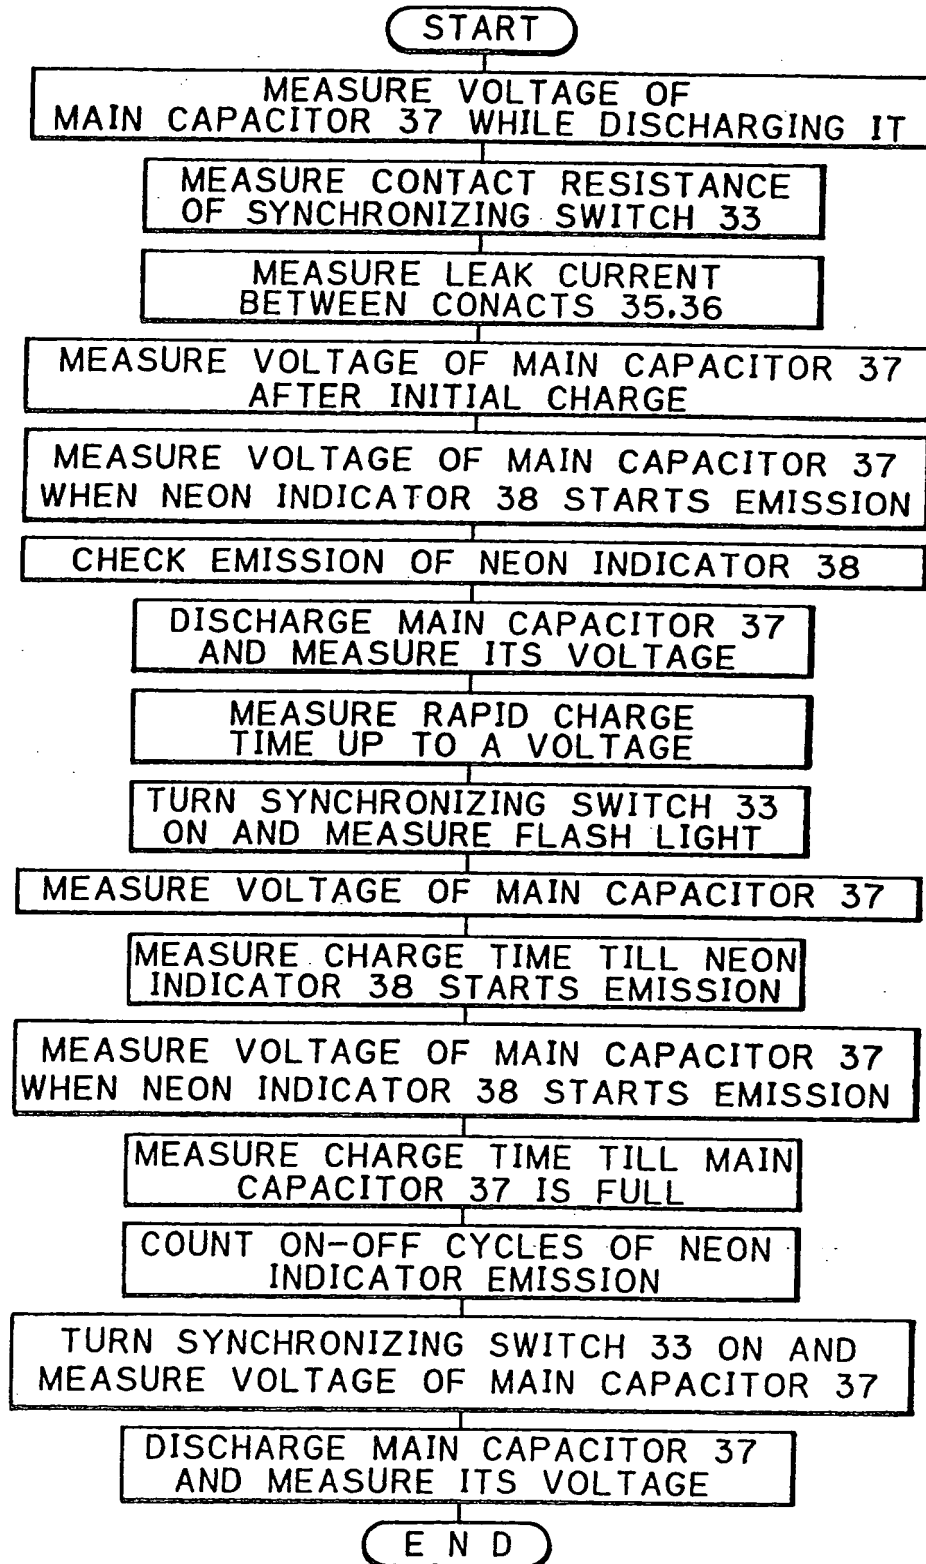 START
MEASURE VOLTAGE OF
MAIN CAPACITOR 37 WHILE DISCHARGING IT
MEASURE CONTACT RESISTANCE
OF SYNCHRONIZING SWITCH 33
MEASURE LEAK CURRENT
BETWEEN CONACTS 35.36
MEASURE VOLTAGE OF MAIN CAPACITOR 37
AFTER INITIAL CHARGE
MEASURE VOLTAGE OF MAIN CAPACITOR 37
WHEN NEON INDICATOR 38 STARTS EMISSION
CHECK EMISSION OF NEON INDICATOR 38
DISCHARGE MAIN CAPACITOR 37
AND MEASURE ITS VOLTAGE
MEASURE RAPID CHARGE
TIME UP TO A VOLTAGE
TURN SYNCHRONIZING SWITCH 33
ON AND MEASURE FLASH LIGHT
MEASURE VOLTAGE OF MAIN CAPACITOR 37
MEASURE CHARGE TIME TILL NEON
INDICATOR 38 STARTS EMISSION
MEASURE VOLTAGE OF MAIN CAPACITOR 37
WHEN NEON INDICATOR 38 STARTS EMISSION
MEASURE CHARGE TIME TILL MAIN
CAPACITOR 37 IS FULL
COUNT ON-OFF CYCLES OF NEON
INDICATOR EMISSION
TURN SYNCHRONIZING SWITCH 33 ON AND
MEASURE VOLTAGE OF MAIN CAPACITOR 37
DISCHARGE MAIN CAPACITOR 37
AND MEASURE ITS VOLTAGE
END